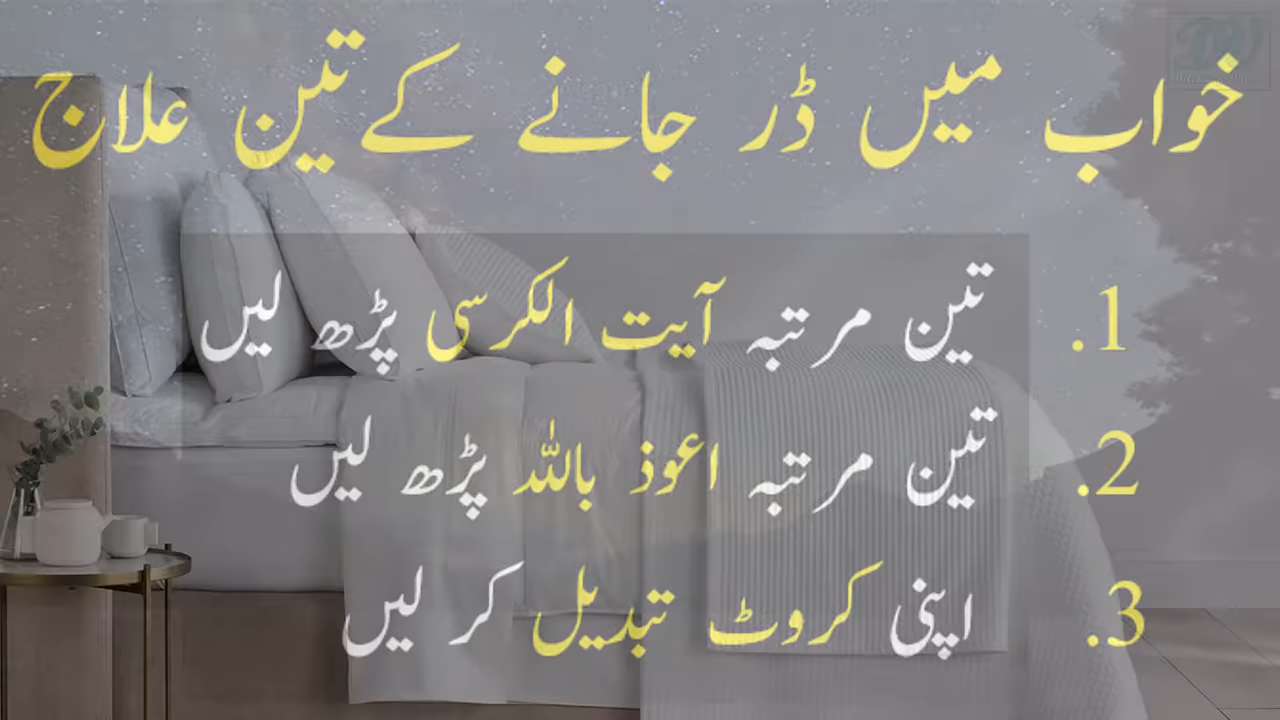 خواب میں ڈر جانے کے تین علاج
1. تین مرتبہ آیت الکرسی پڑھ لیں
2. تین مرتبہ اعوذ باللہ پڑھ لیں
3. اپنی کروٹ تبدیل کر لیں